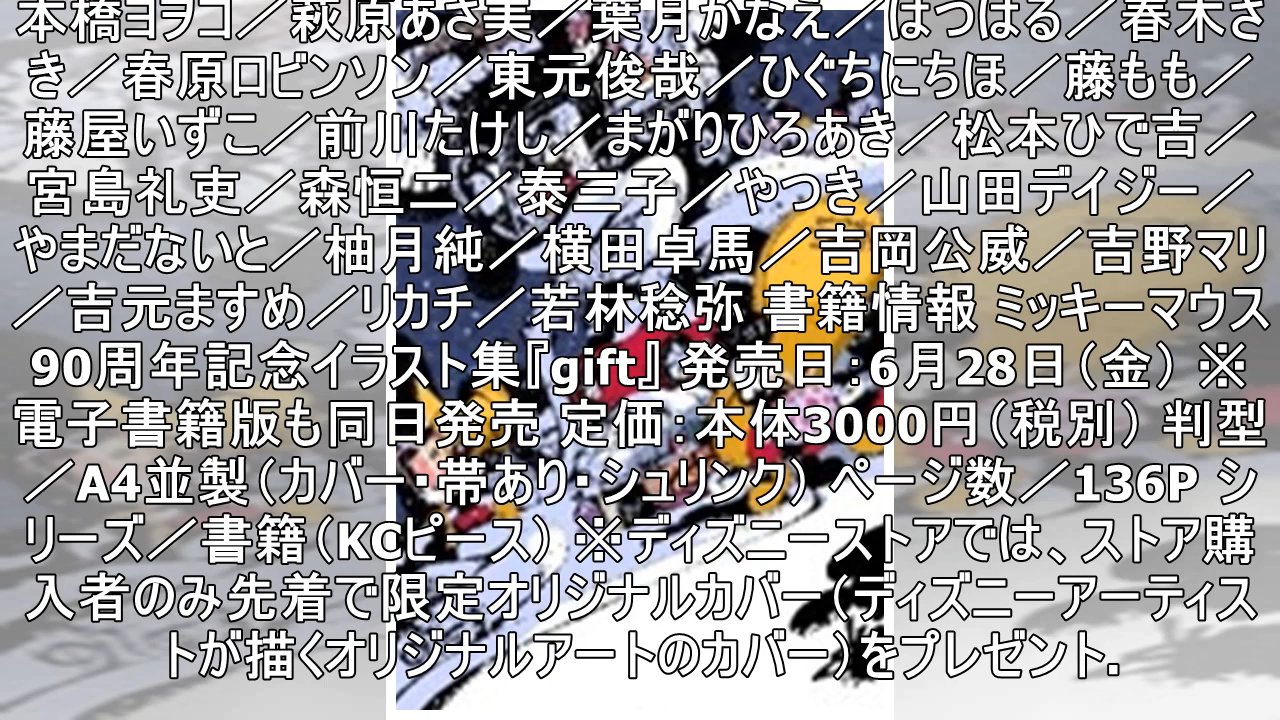 本橋ヨヲコ／萩原あさ実／葉月かなえ／はつはる／春木さ
き／春原ロビンソン／東元俊哉／ひぐちにちほ／藤もも／
藤屋いずこ／前川たけし／まがりひろあき／松本ひで吉／
宮島礼吏／森恒二／泰三子／やつき／山田デイジー／
やまだないと／柚月純／横田卓馬／吉岡公威／吉野マリ
／吉元ますめ／リカチ／若林稔弥 書籍情報 ミッキーマウス
90周年記念イラスト集『gift』 発売日：6月28日（金） ※
電子書籍版も同日発売 定価：本体3000円（税別） 判型
／A4並製（カバー・帯あり・シュリンク） ページ数／136P シ
リーズ／書籍（KCピース） ※ディズニーストアでは、ストア購
入者のみ先着で限定オリジナルカバー（ディズニーアーティス
トが描くオリジナルアートのカバー）をプレゼント.